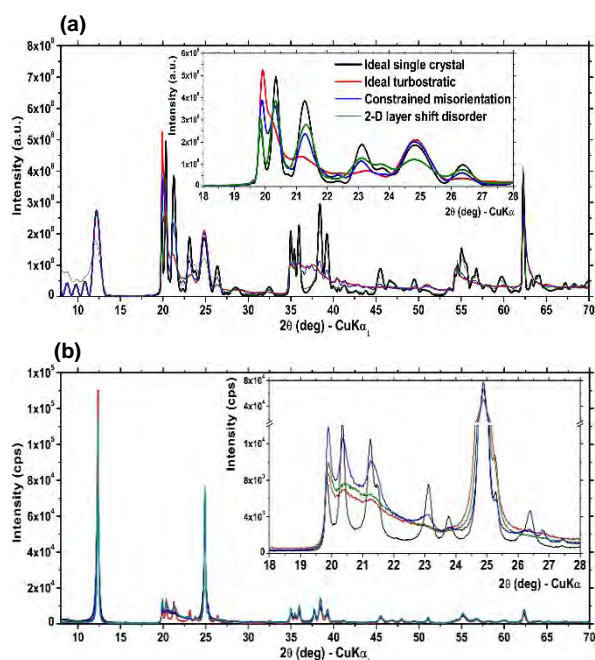 (a)
8x10⁸
7x10⁸
6x10⁸
5x10⁸
4x10⁸
3x10⁸
2x10⁸
1x10⁸
0
Intensity (a.u.)
10 15 20 25 30 35 40 45 50 55 60 65 70
2θ (deg) - CuKα₁
6x10⁸
5x10⁸
4x10⁸
3x10⁸
2x10⁸
1x10⁸
0
Intensity (a.u.)
18 19 20 21 22 23 24 25 26 27 28
2θ (deg) - CuKα
Ideal single crystal
Ideal turbostratic
Constrained misorientation
2-D layer shift disorder
(b)
1x10⁵
1x10⁵
8x10⁴
6x10⁴
4x10⁴
2x10⁴
0
Intensity (cps)
10 15 20 25 30 35 40 45 50 55 60 65 70
2θ (deg) - CuKα₁
8x10⁴
1x10⁴
8x10³
4x10³
0
Intensity (cps)
18 19 20 21 22 23 24 25 26 27 28
2θ (deg) - CuKα